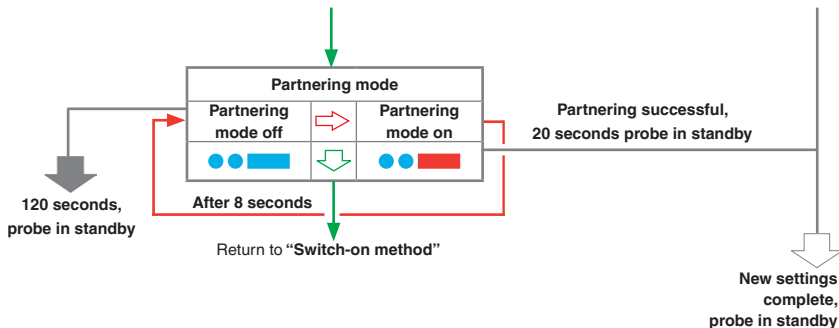 Partnering mode
Partnering
mode off
Partnering
mode on
Partnering successful,
20 seconds probe in standby
After 8 seconds
120 seconds,
probe in standby
Return to “Switch-on method”
New settings
complete,
probe in standby